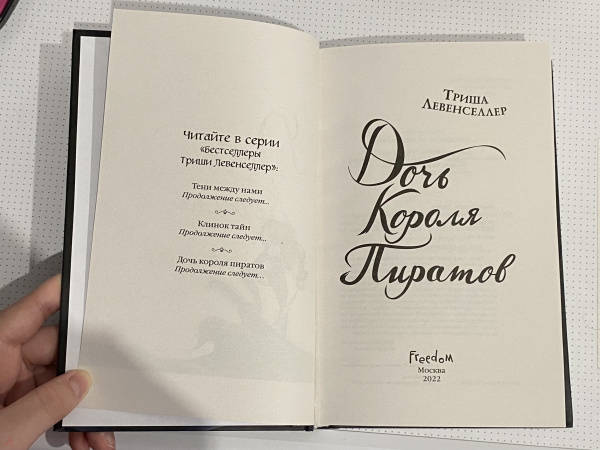 Читайте в серии
«Бестселлеры
Триши Левенселлер»:
Тени между нами
Продолжение следует...
Клинок тайн
Продолжение следует...
Дочь короля пиратов
Продолжение следует...
Триша
Левенселлер
Дочь
Короля
Пиратов
Freedom
Москва
2022